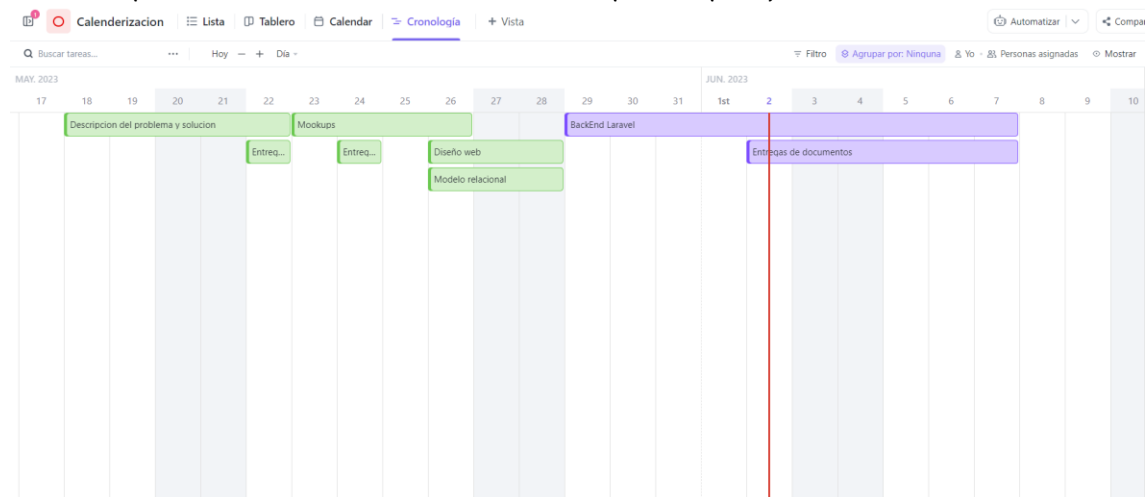 1
Calenderizacion
Lista
Tablero
Calendar
Cronología
+ Vista
Automatizar
Compar
Buscar tareas...
...
Hoy − + Día
Filtro
Agrupar por: Ninguna
Yo
Personas asignadas
Mostrar
MAY. 2023
JUN. 2023
17 18 19 20 21 22 23 24 25 26 27 28 29 30 31 1st 2 3 4 5 6 7 8 9 10
Descripcion del problema y solucion
Mookups
BackEnd Laravel
Entreq...
Entreq...
Diseño web
Entregas de documentos
Modelo relacional